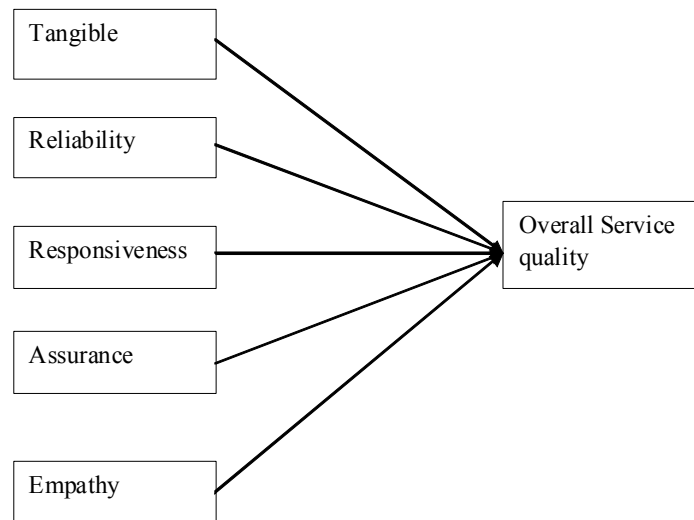 Tangible
Reliability
Responsiveness
Assurance
Empathy
Overall Service
quality